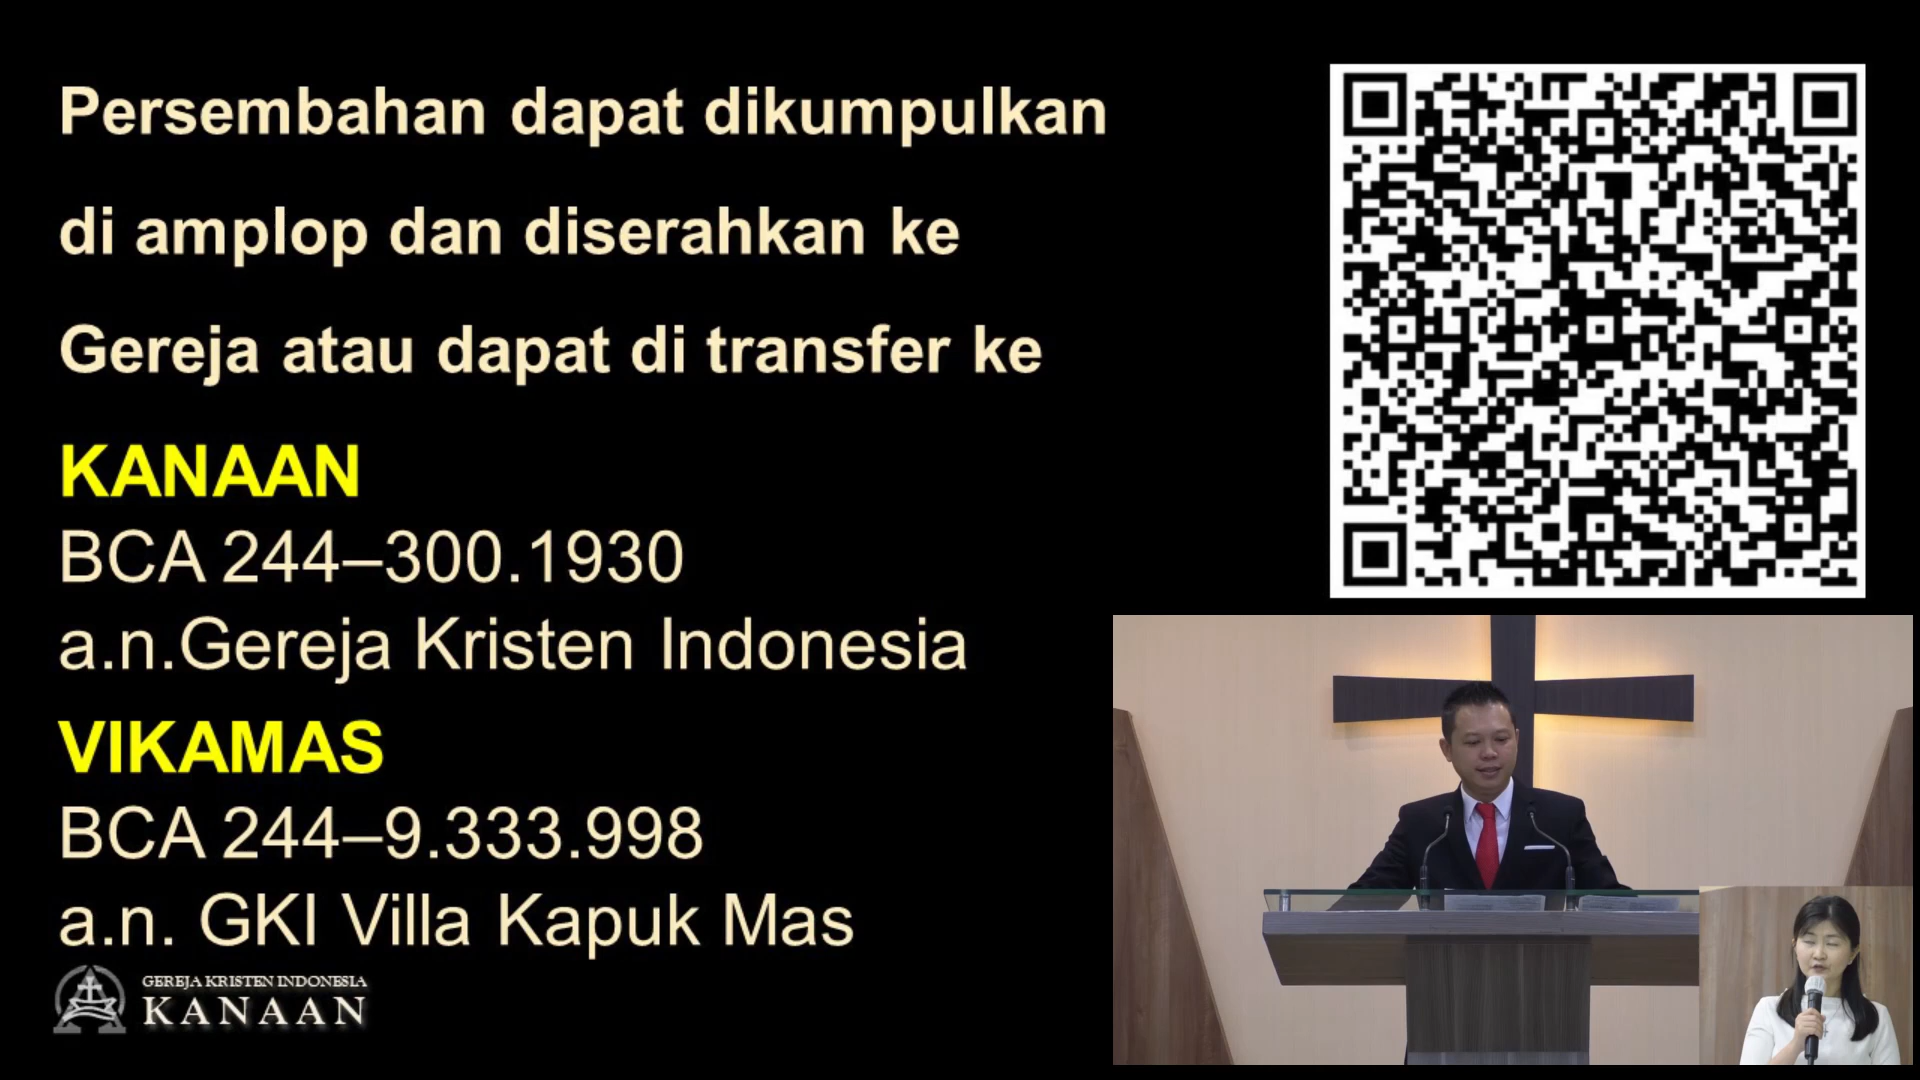 Persembahan dapat dikumpulkan
di amplop dan diserahkan ke
Gereja atau dapat di transfer ke
KANAAN
BCA 244–300.1930
a.n.Gereja Kristen Indonesia
VIKAMAS
BCA 244–9.333.998
a.n. GKI Villa Kapuk Mas
GEREJA KRISTEN INDONESIA
KANAAN